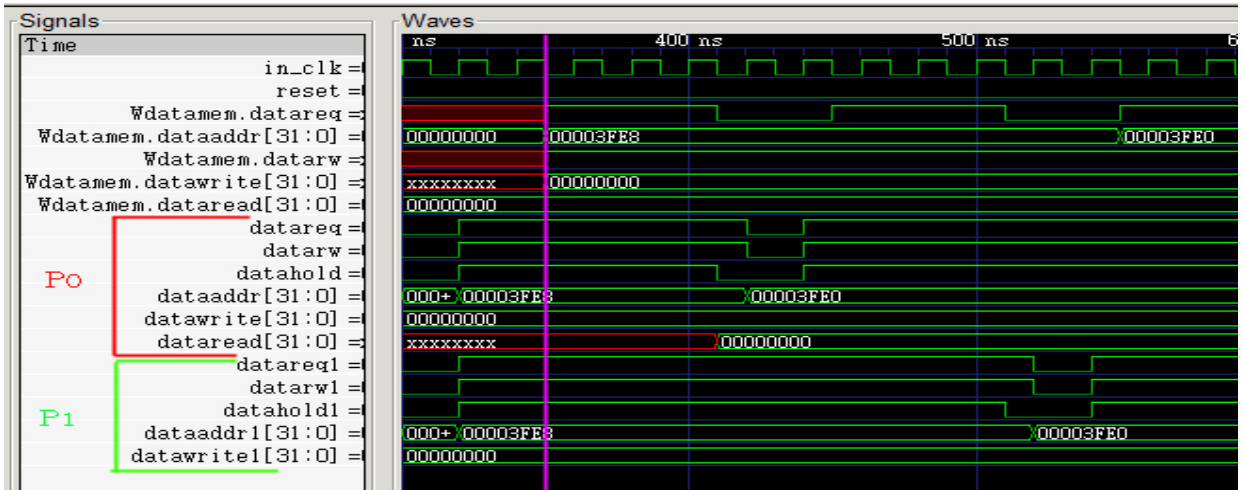 Signals
Waves
Time
ns 400 ns 500 ns 6
in_clk =
reset =
Wdatamem.datareq =
Wdatamem.dataaddr[31:0] = 00000000 00003FE8 00003FE0
Wdatamem.datarw =
Wdatamem.datawrite[31:0] = xxxxxxxx 00000000
Wdatamem.dataread[31:0] = 00000000
datareq =
datarw =
P0
datahold =
dataaddr[31:0] = 000+ 00003FE8 00003FE0
datawrite[31:0] = 00000000
dataread[31:0] = xxxxxxxx 00000000
datareq1 =
datarw1 =
P1
datahold1 =
dataaddr1[31:0] = 000+ 00003FE8 00003FE0
datawrite1[31:0] = 00000000